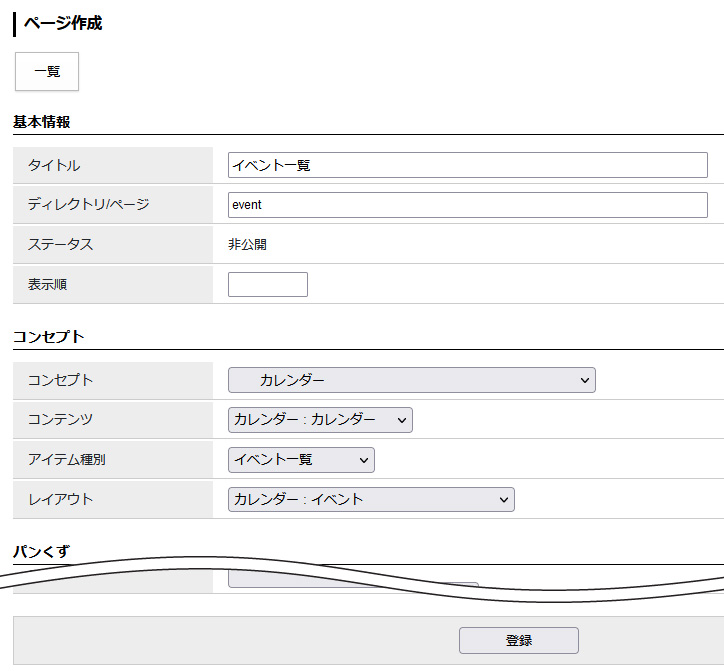 ページ作成
一覧
基本情報
タイトル イベント一覧
ディレクトリ/ページ event
ステータス 非公開
表示順
コンセプト
コンセプト カレンダー
コンテンツ カレンダー : カレンダー
アイテム種別 イベント一覧
レイアウト カレンダー : イベント
パンくず
登録